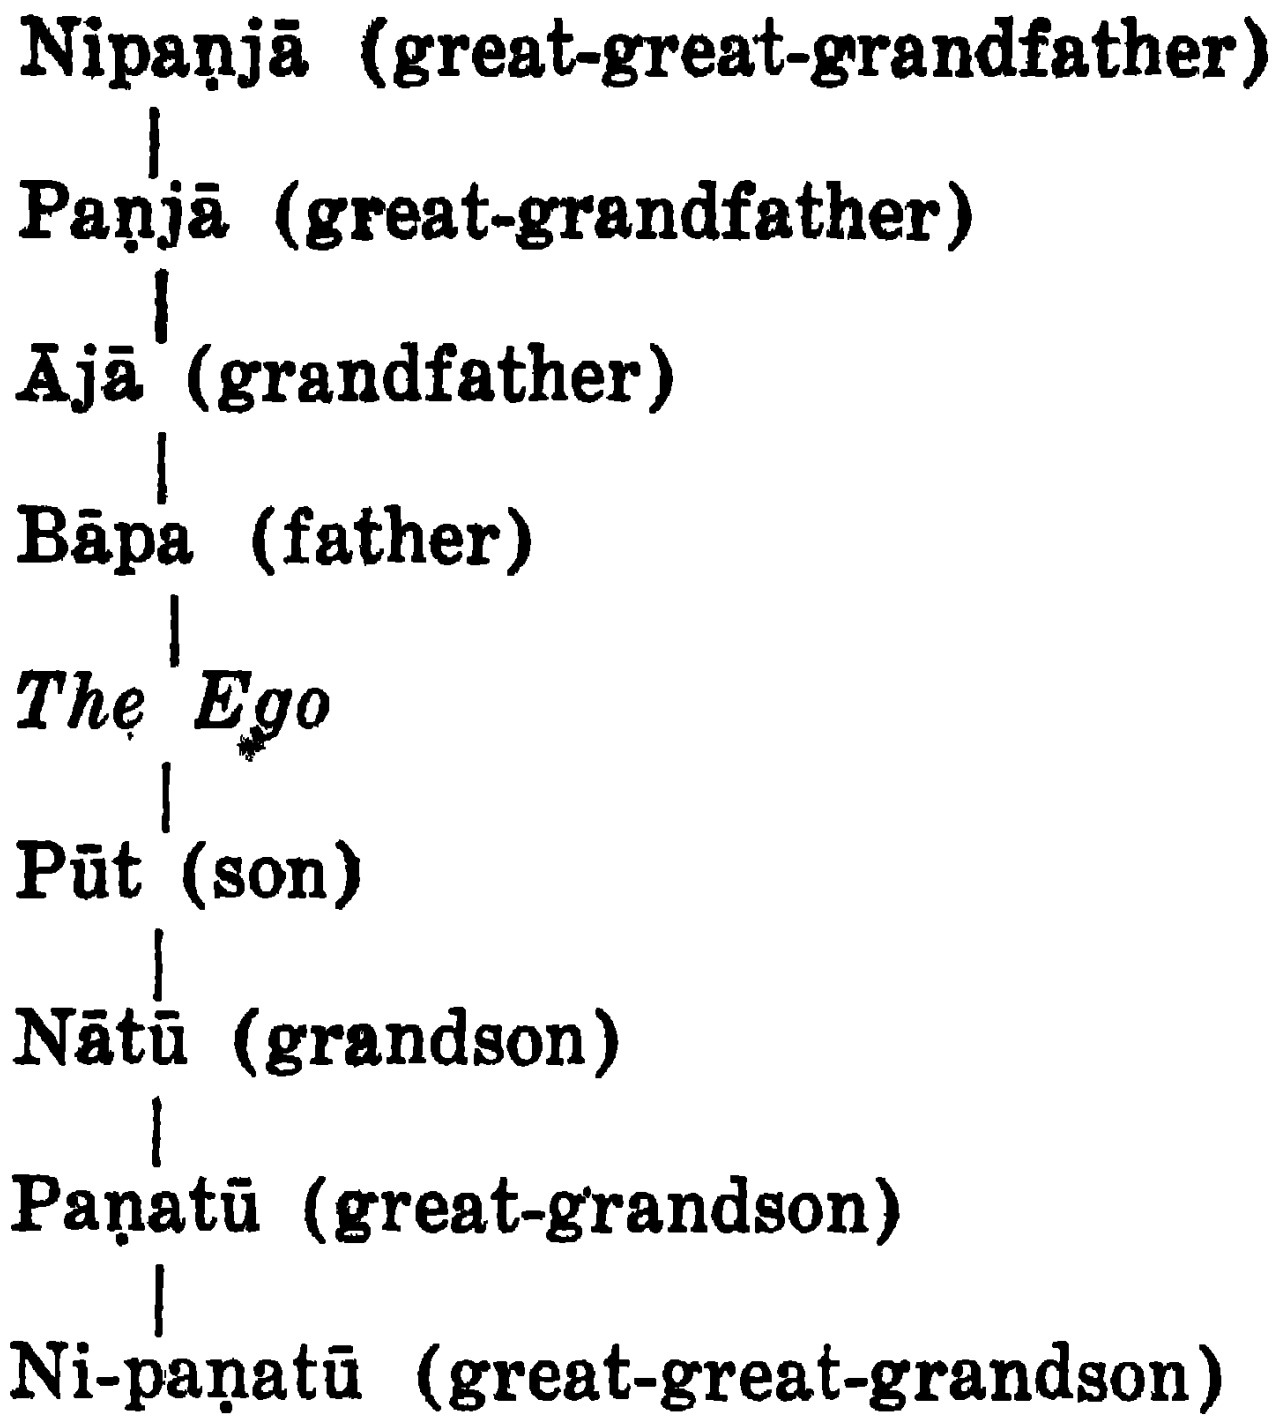 Nipaṇjā (great-great-grandfather)
Paṇjā (great-grandfather)
Ājā (grandfather)
Bāpa (father)
The Ego
Pūt (son)
Nātū (grandson)
Paṇatū (great-grandson)
Ni-paṇatū (great-great-grandson)